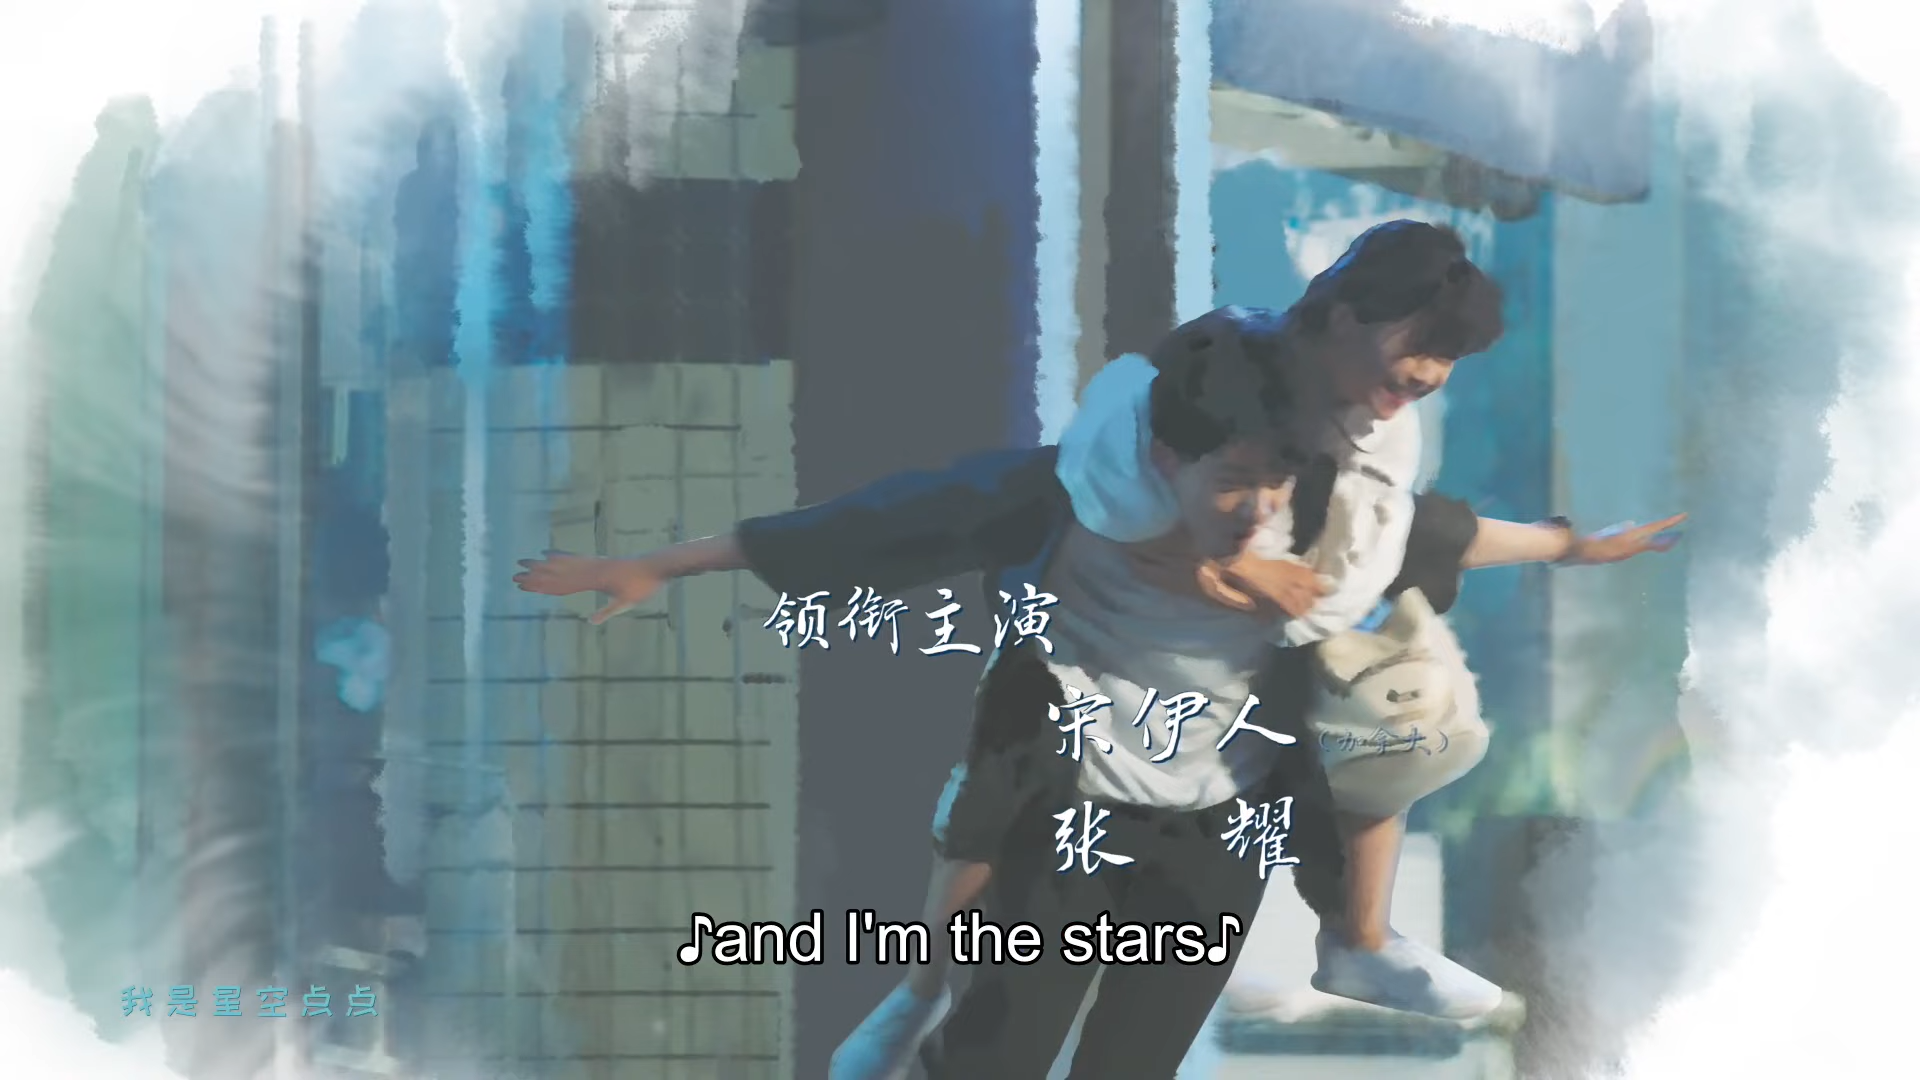 领衔主演
宋伊人（加拿大）
张 耀
♪and I'm the stars♪
我是星空点点